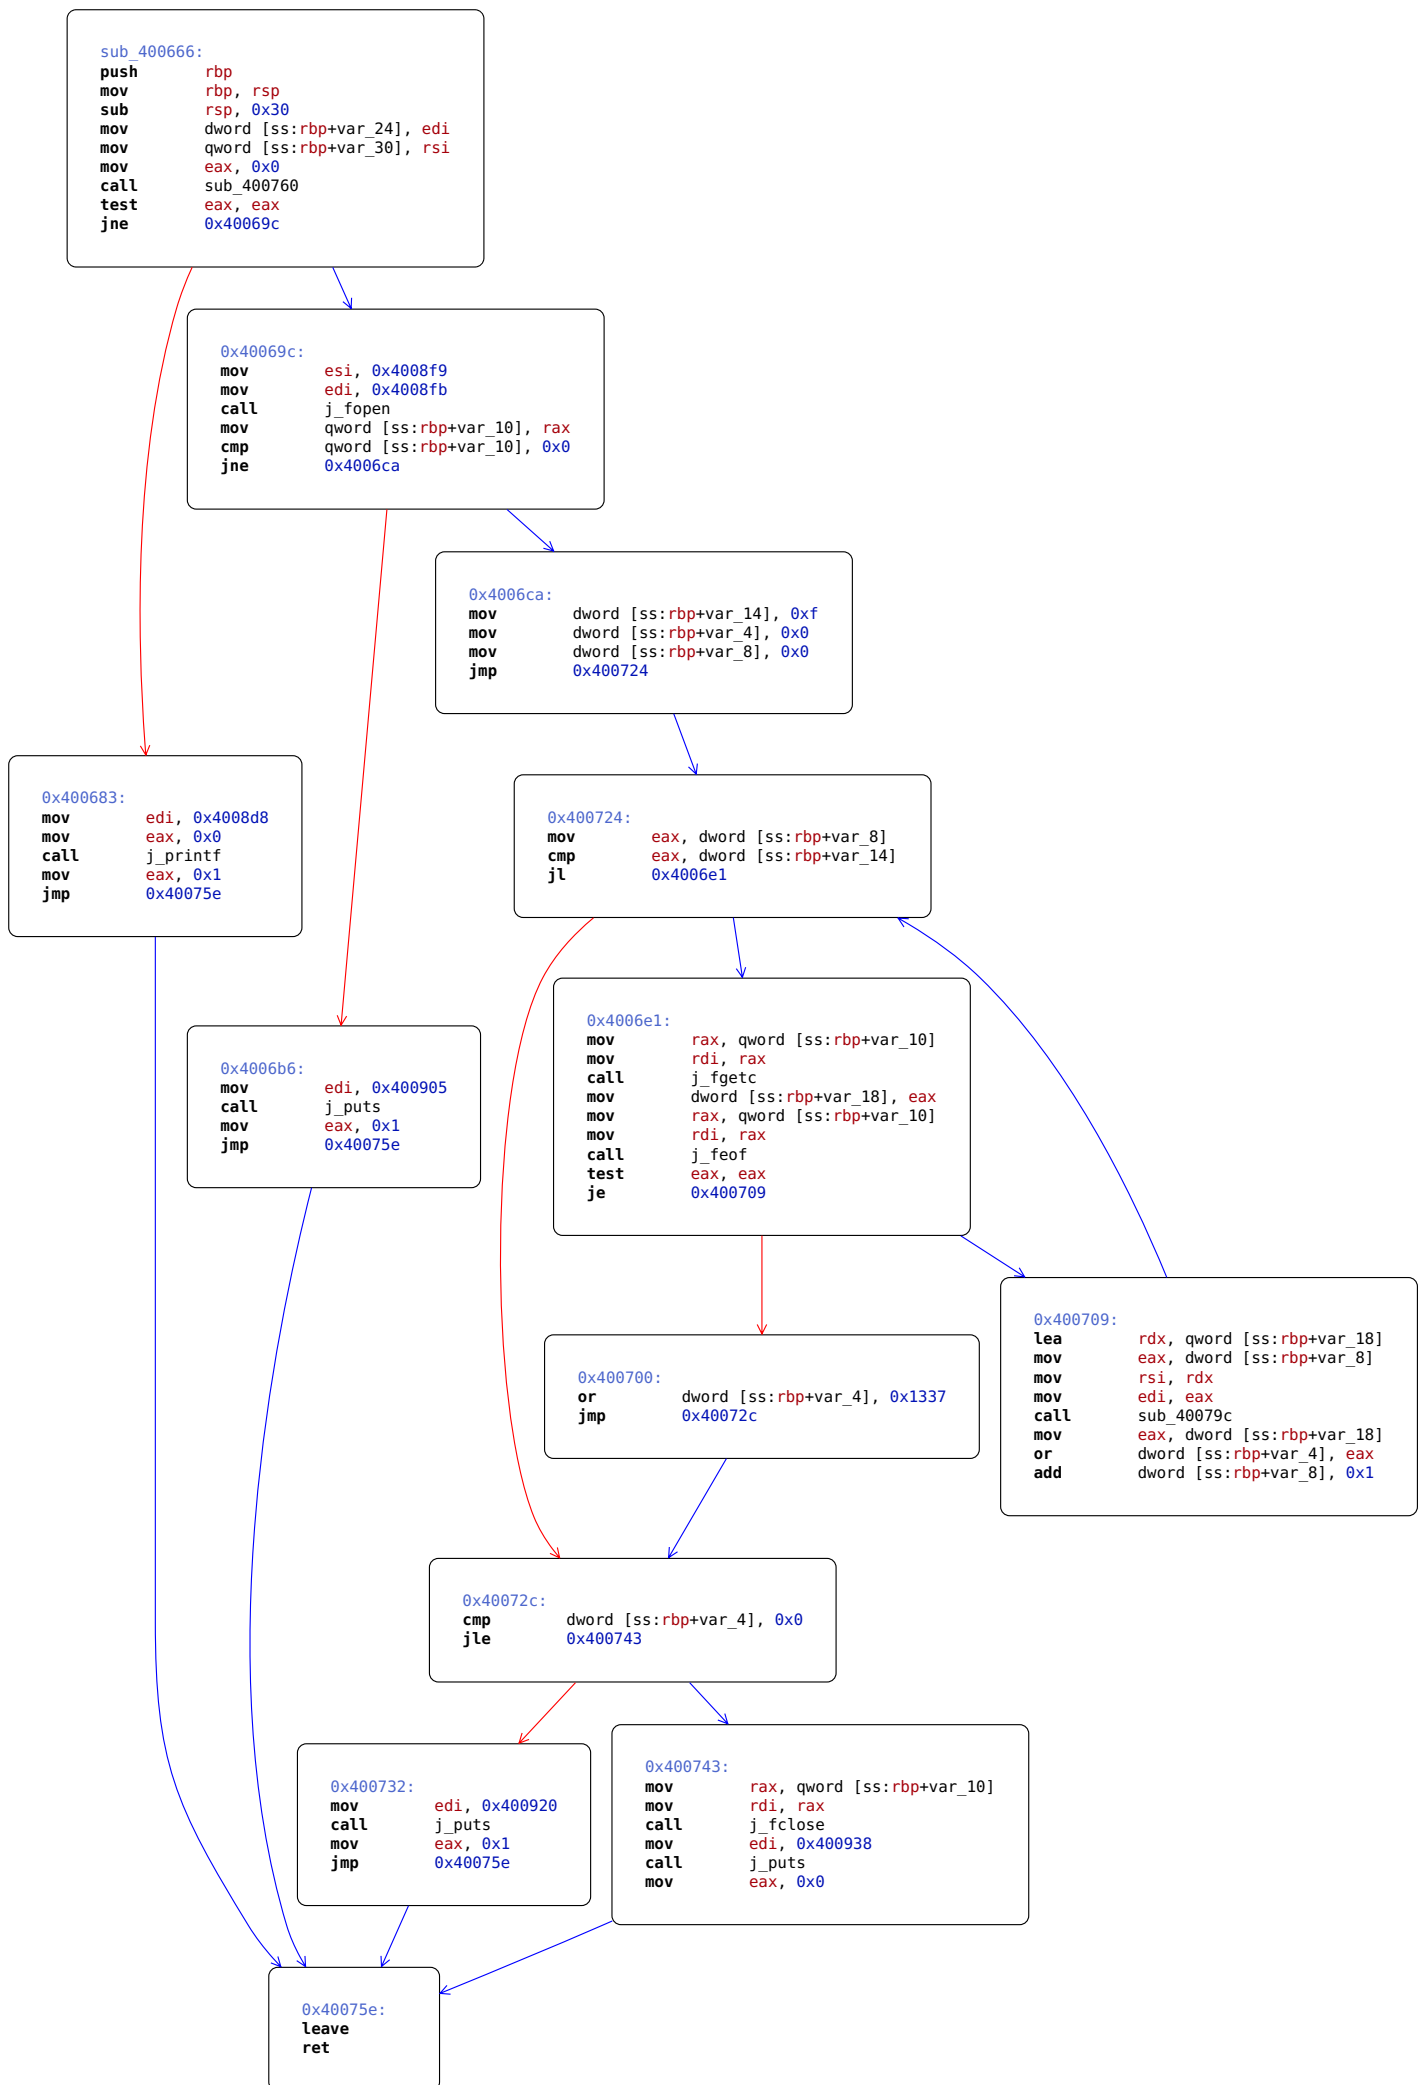 sub_400666:
push rbp
mov rbp, rsp
sub rsp, 0x30
mov dword [ss:rbp+var_24], edi
mov qword [ss:rbp+var_30], rsi
mov eax, 0x0
call sub_400760
test eax, eax
jne 0x40069c
0x40069c:
mov esi, 0x4008f9
mov edi, 0x4008fb
call j_fopen
mov qword [ss:rbp+var_10], rax
cmp qword [ss:rbp+var_10], 0x0
jne 0x4006ca
0x4006ca:
mov dword [ss:rbp+var_14], 0xf
mov dword [ss:rbp+var_4], 0x0
mov dword [ss:rbp+var_8], 0x0
jmp 0x400724
0x400683:
mov edi, 0x4008d8
mov eax, 0x0
call j_printf
mov eax, 0x1
jmp 0x40075e
0x400724:
mov eax, dword [ss:rbp+var_8]
cmp eax, dword [ss:rbp+var_14]
jl 0x4006e1
0x4006b6:
mov edi, 0x400905
call j_puts
mov eax, 0x1
jmp 0x40075e
0x4006e1:
mov rax, qword [ss:rbp+var_10]
mov rdi, rax
call j_fgetc
mov dword [ss:rbp+var_18], eax
mov rax, qword [ss:rbp+var_10]
mov rdi, rax
call j_feof
test eax, eax
je 0x400709
0x400709:
lea rdx, qword [ss:rbp+var_18]
mov eax, dword [ss:rbp+var_8]
mov rsi, rdx
mov edi, eax
call sub_40079c
mov eax, dword [ss:rbp+var_18]
or dword [ss:rbp+var_4], eax
add dword [ss:rbp+var_8], 0x1
0x400700:
or dword [ss:rbp+var_4], 0x1337
jmp 0x40072c
0x40072c:
cmp dword [ss:rbp+var_4], 0x0
jle 0x400743
0x400732:
mov edi, 0x400920
call j_puts
mov eax, 0x1
jmp 0x40075e
0x400743:
mov rax, qword [ss:rbp+var_10]
mov rdi, rax
call j_fclose
mov edi, 0x400938
call j_puts
mov eax, 0x0
0x40075e:
leave
ret